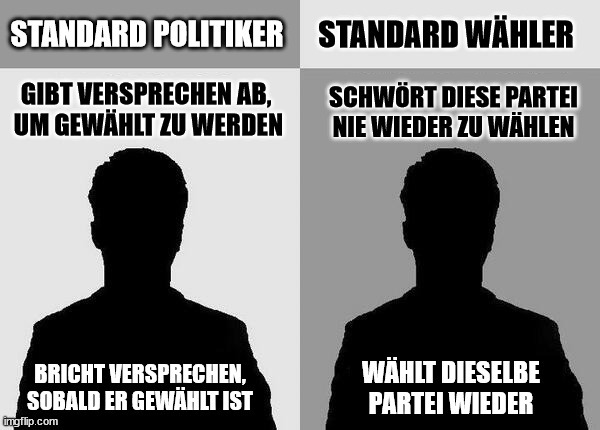 STANDARD POLITIKER
GIBT VERSPRECHEN AB,
UM GEWÄHLT ZU WERDEN
BRICHT VERSPRECHEN,
SOBALD ER GEWÄHLT IST
STANDARD WÄHLER
SCHWÖRT DIESE PARTEI
NIE WIEDER ZU WÄHLEN
WÄHLT DIESELBE
PARTEI WIEDER
imgflip.com